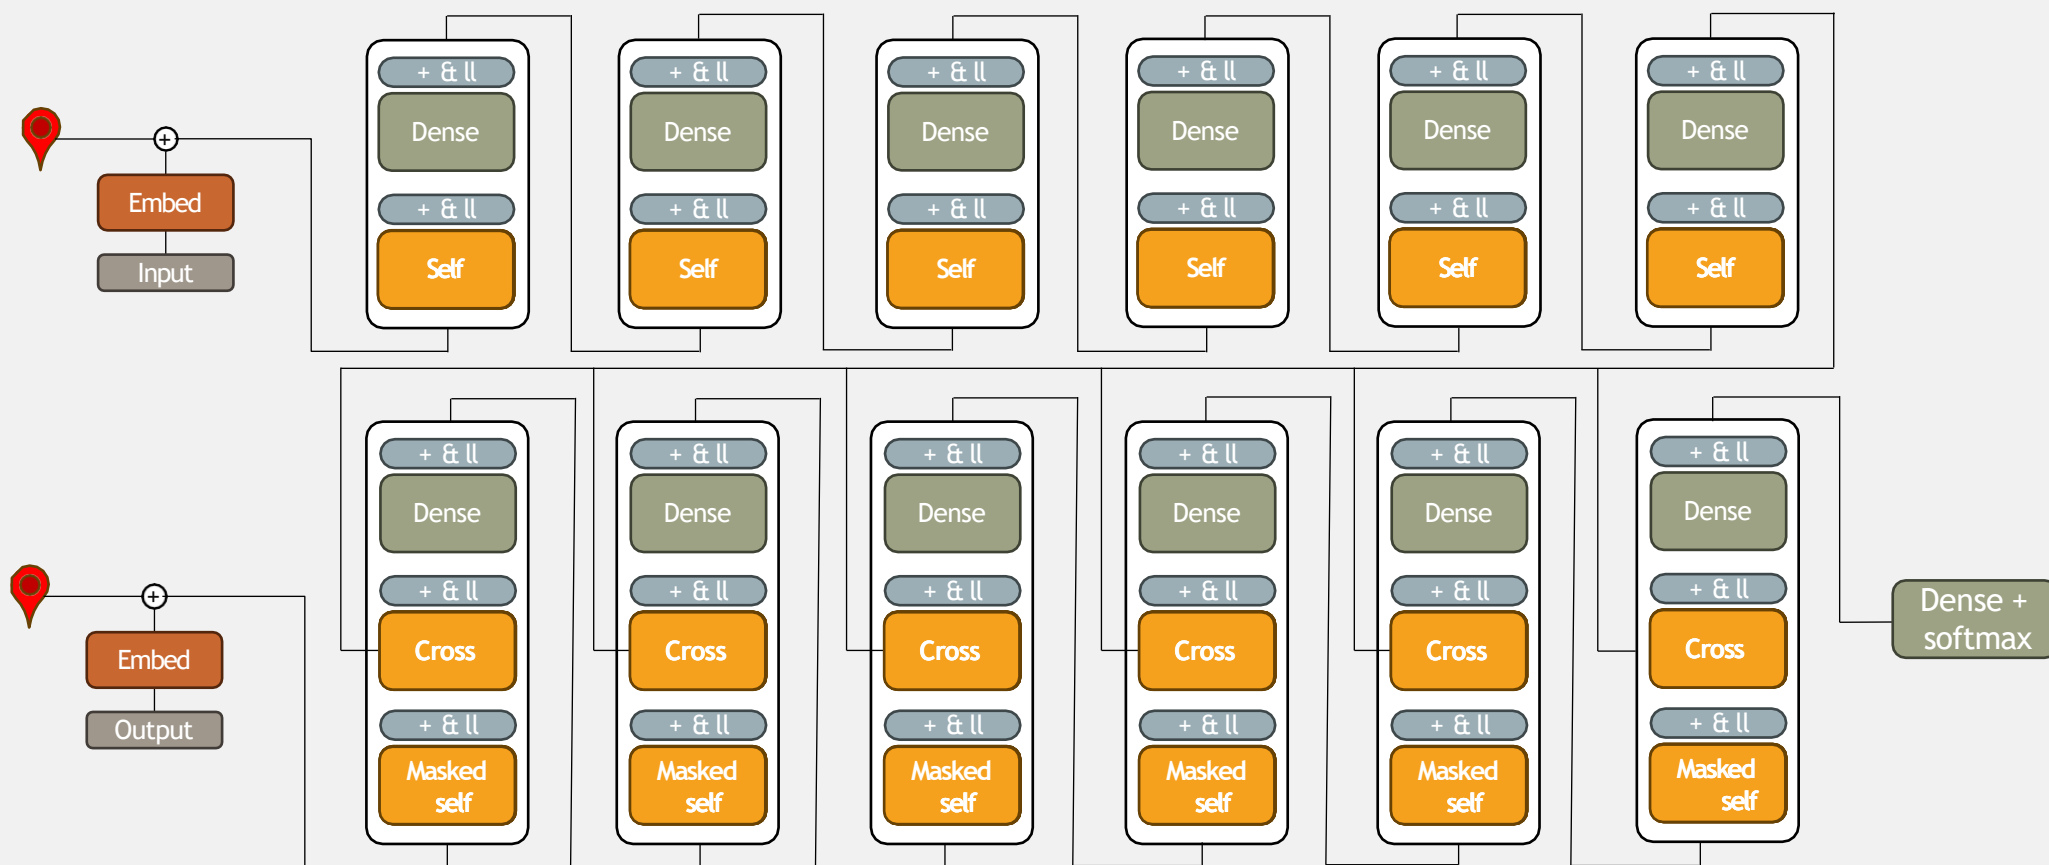 + & ll + & ll + & ll + & ll + & ll + & ll
Dense Dense Dense Dense Dense Dense
+
Embed
+ & ll + & ll + & ll + & ll + & ll + & ll
Input
Self Self Self Self Self Self
+ & ll + & ll + & ll + & ll + & ll + & ll
Dense Dense Dense Dense Dense Dense
+
+ & ll + & ll + & ll + & ll + & ll + & ll
Dense +
softmax
Embed
Cross Cross Cross Cross Cross Cross
Output
+ & ll + & ll + & ll + & ll + & ll + & ll
Masked Masked Masked Masked Masked Masked
self self self self self self